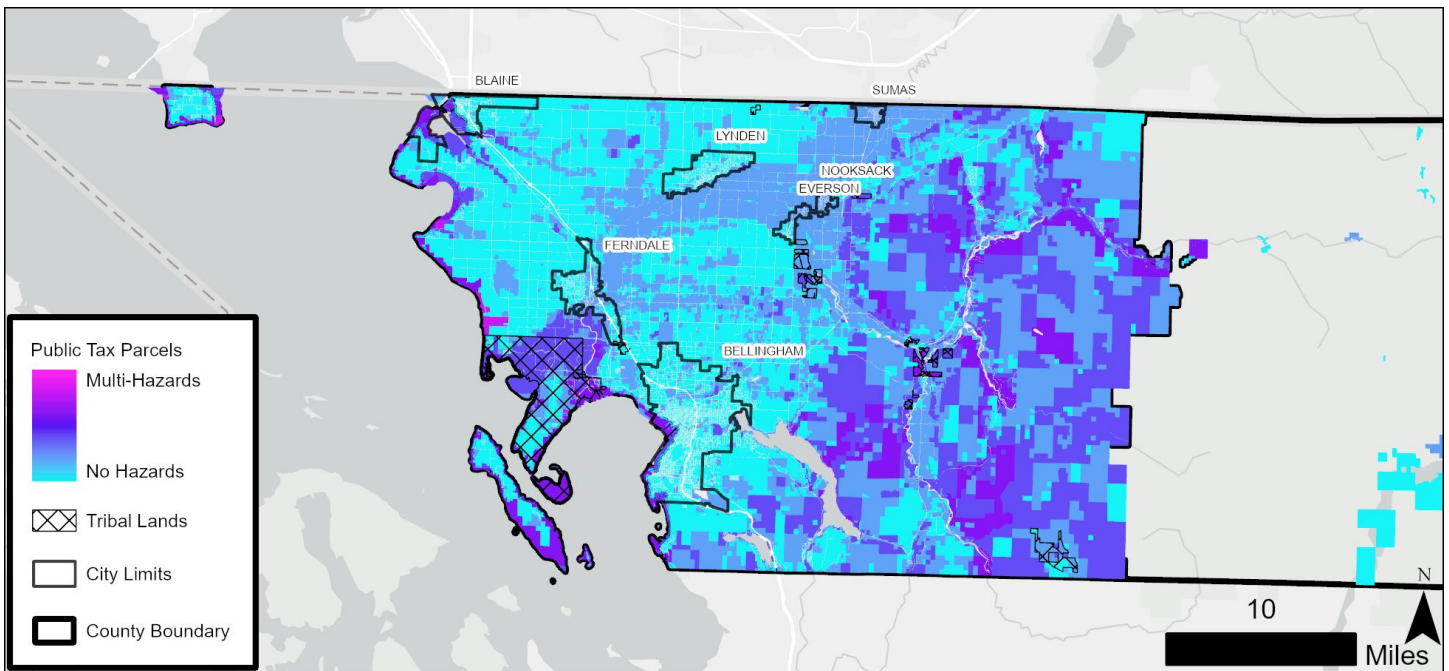 BLAINE
SUMAS
LYNDEN
NOOKSACK
EVERSON
FERNDALE
BELLINGHAM
Public Tax Parcels
Multi-Hazards
No Hazards
Tribal Lands
City Limits
County Boundary
N
10
Miles